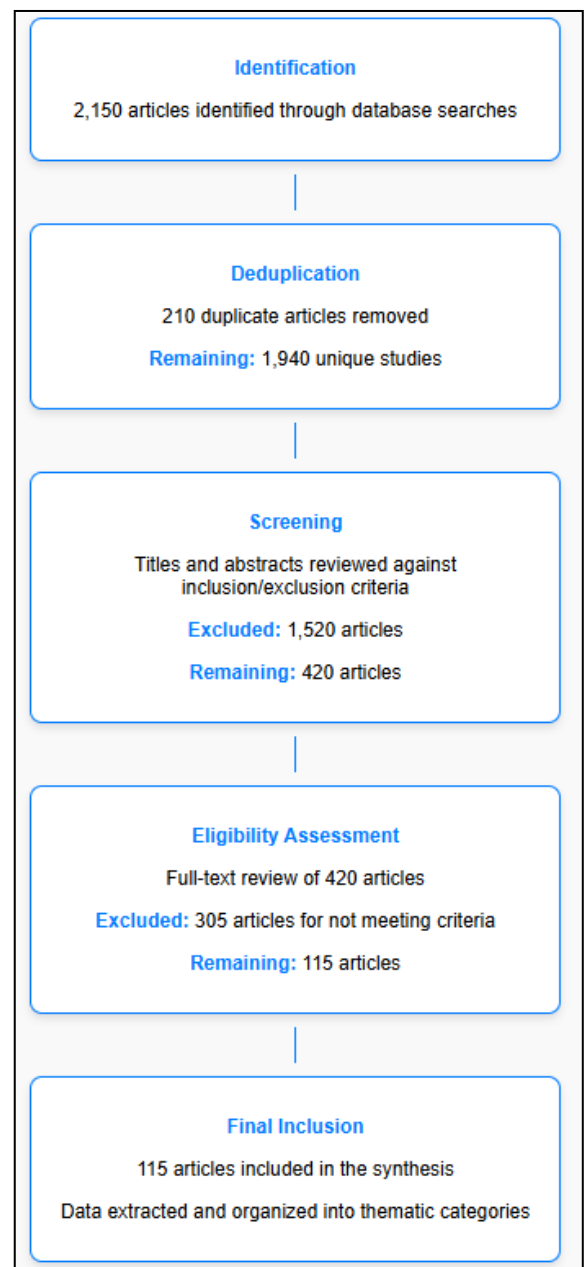 Identification
2,150 articles identified through database searches
Deduplication
210 duplicate articles removed
Remaining: 1,940 unique studies
Screening
Titles and abstracts reviewed against
inclusion/exclusion criteria
Excluded: 1,520 articles
Remaining: 420 articles
Eligibility Assessment
Full-text review of 420 articles
Excluded: 305 articles for not meeting criteria
Remaining: 115 articles
Final Inclusion
115 articles included in the synthesis
Data extracted and organized into thematic categories